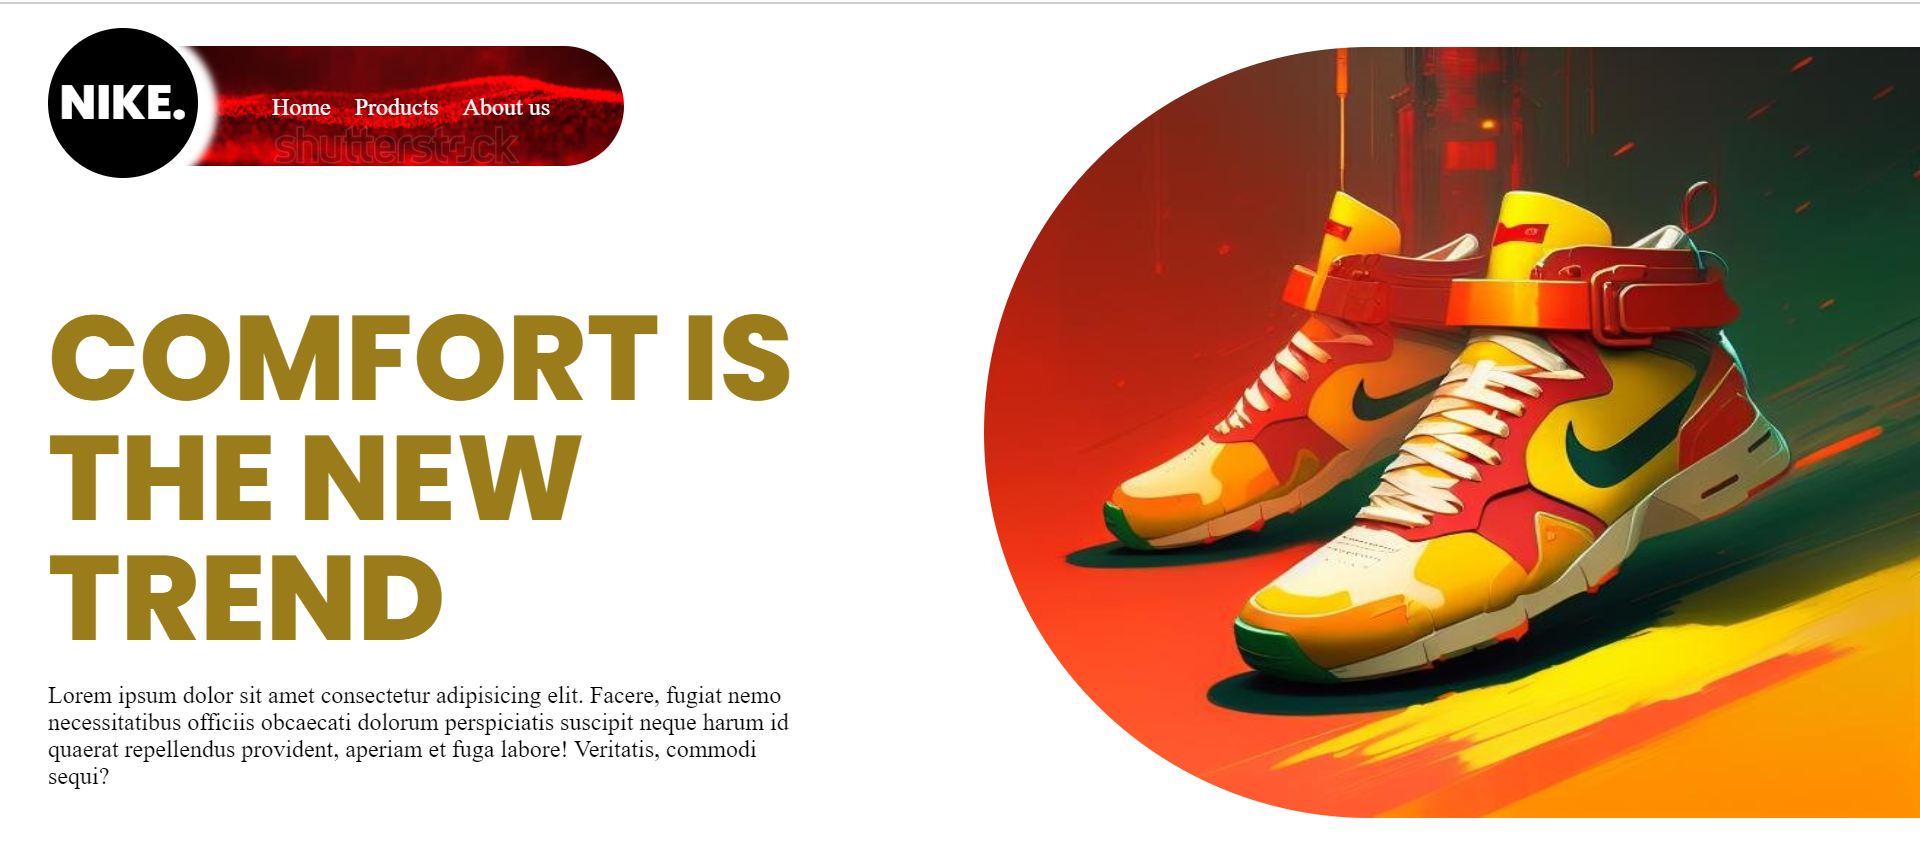 NIKE.
Home Products About us
shutterstock
COMFORT IS
THE NEW
TREND
Lorem ipsum dolor sit amet consectetur adipisicing elit. Facere, fugiat nemo
necessitatibus officiis obcaecati dolorum perspiciatis suscipit neque harum id
quaerat repellendus provident, aperiam et fuga labore! Veritatis, commodi
sequi?